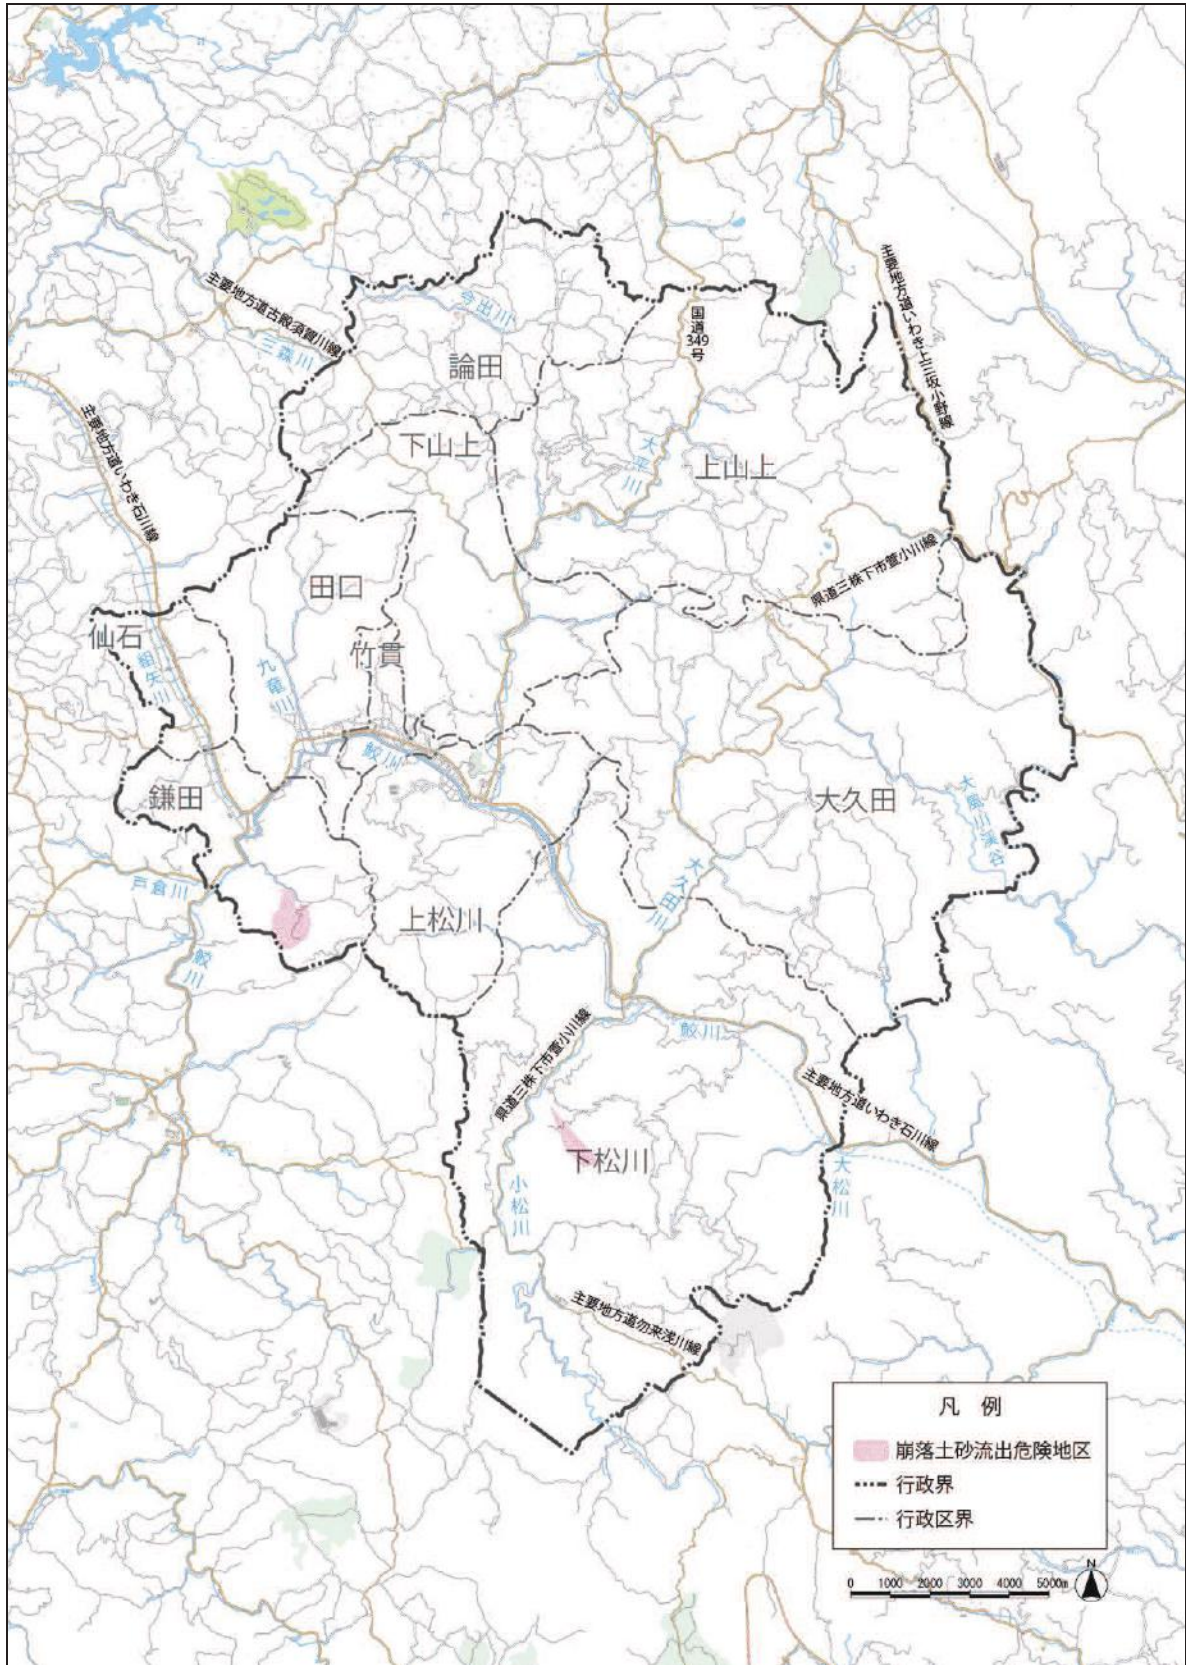 主要地方道いわき上三坂小野線
主要地方道古殿須賀川線
今出川
国道
349
号
三森川
論田
主要地方道いわき石川線
下山上
大平川
上山上
県道三株下市萱小川線
田口
仙石
竹貫
稲矢川
九竜川
鮫川
鎌田
大久田
大風川渓谷
戸倉川
大久田川
上松川
鮫川
県道三株下市萱小川線
鮫川
主要地方道いわき石川線
下松川
小松川
大松川
主要地方道勿来浅川線
凡 例
崩落土砂流出危険地区
行政界
行政区界
N
0 1000 2000 3000 4000 5000m